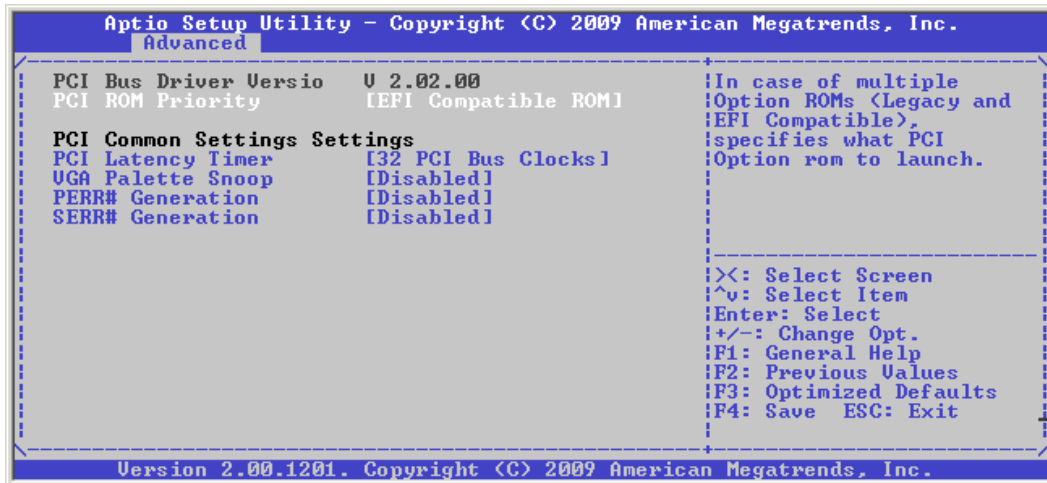 Aptio Setup Utility - Copyright (C) 2009 American Megatrends, Inc.
Advanced
PCI Bus Driver Versio V 2.02.00
PCI ROM Priority [EFI Compatible ROM]
PCI Common Settings Settings
PCI Latency Timer [32 PCI Bus Clocks]
VGA Palette Snoop [Disabled]
PERR# Generation [Disabled]
SERR# Generation [Disabled]
In case of multiple
Option ROMs (Legacy and
EFI Compatible),
specifies what PCI
Option rom to launch.
><: Select Screen
^v: Select Item
Enter: Select
+/-: Change Opt.
F1: General Help
F2: Previous Values
F3: Optimized Defaults
F4: Save ESC: Exit
Version 2.00.1201. Copyright (C) 2009 American Megatrends, Inc.